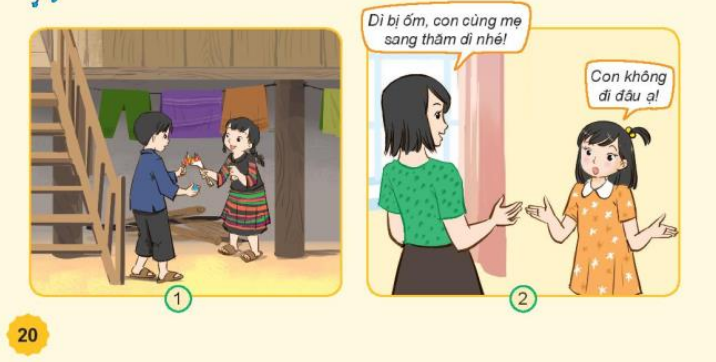 Dì bị ốm, con cùng mẹ
sang thăm dì nhé!
Con không
đi đâu ạ!
1
2
20